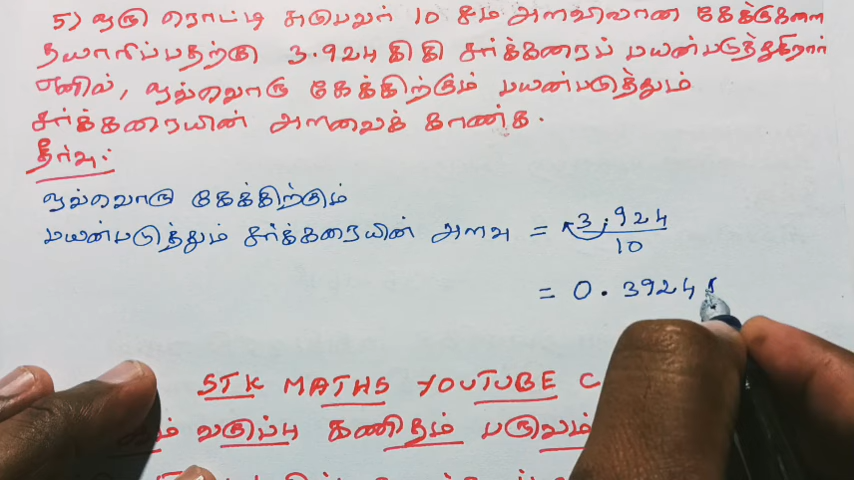 5) ஒரு ரொட்டி சுடுபவர் 10 சம அளவிலான கேக்குகளை
தயாரிப்பதற்கு 3.924 கி கி சர்க்கரைப் பயன்படுத்துகிறார்
எனில், ஒவ்வொரு கேக்கிற்கும் பயன்படுத்தும்
சர்க்கரையின் அளவைக் காண்க.
தீர்வு:
ஒவ்வொரு கேக்கிற்கும்
பயன்படுத்தும் சர்க்கரையின் அளவு = 3.924
10
= 0.3924
STK MATHS YOUTUBE C
வகுப்பு கணிதம் பருவம்